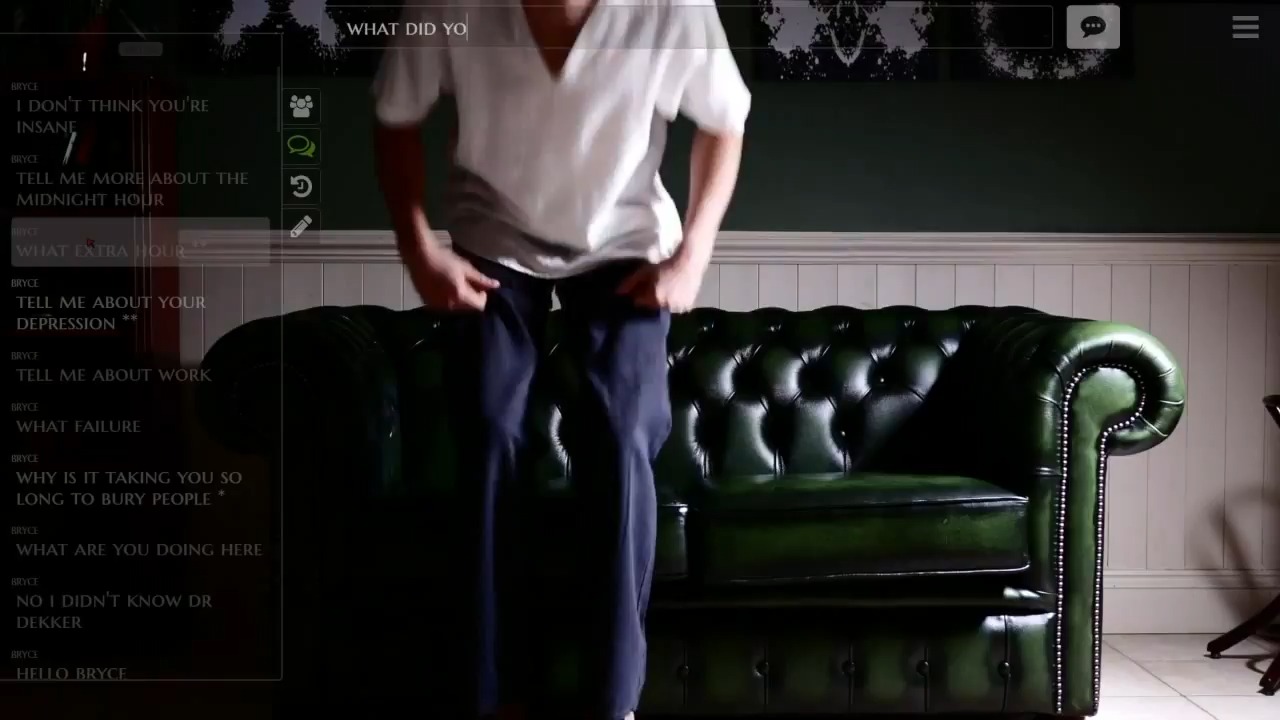 WHAT DID YO
BRYCE
I DON'T THINK YOU'RE
INSANE
BRYCE
TELL ME MORE ABOUT THE
MIDNIGHT HOUR
BRYCE
WHAT EXTRA HOUR **
BRYCE
TELL ME ABOUT YOUR
DEPRESSION **
BRYCE
TELL ME ABOUT WORK
BRYCE
WHAT FAILURE
BRYCE
WHY IS IT TAKING YOU SO
LONG TO BURY PEOPLE *
BRYCE
WHAT ARE YOU DOING HERE
BRYCE
NO I DIDN'T KNOW DR
DEKKER
BRYCE
HELLO BRYCE